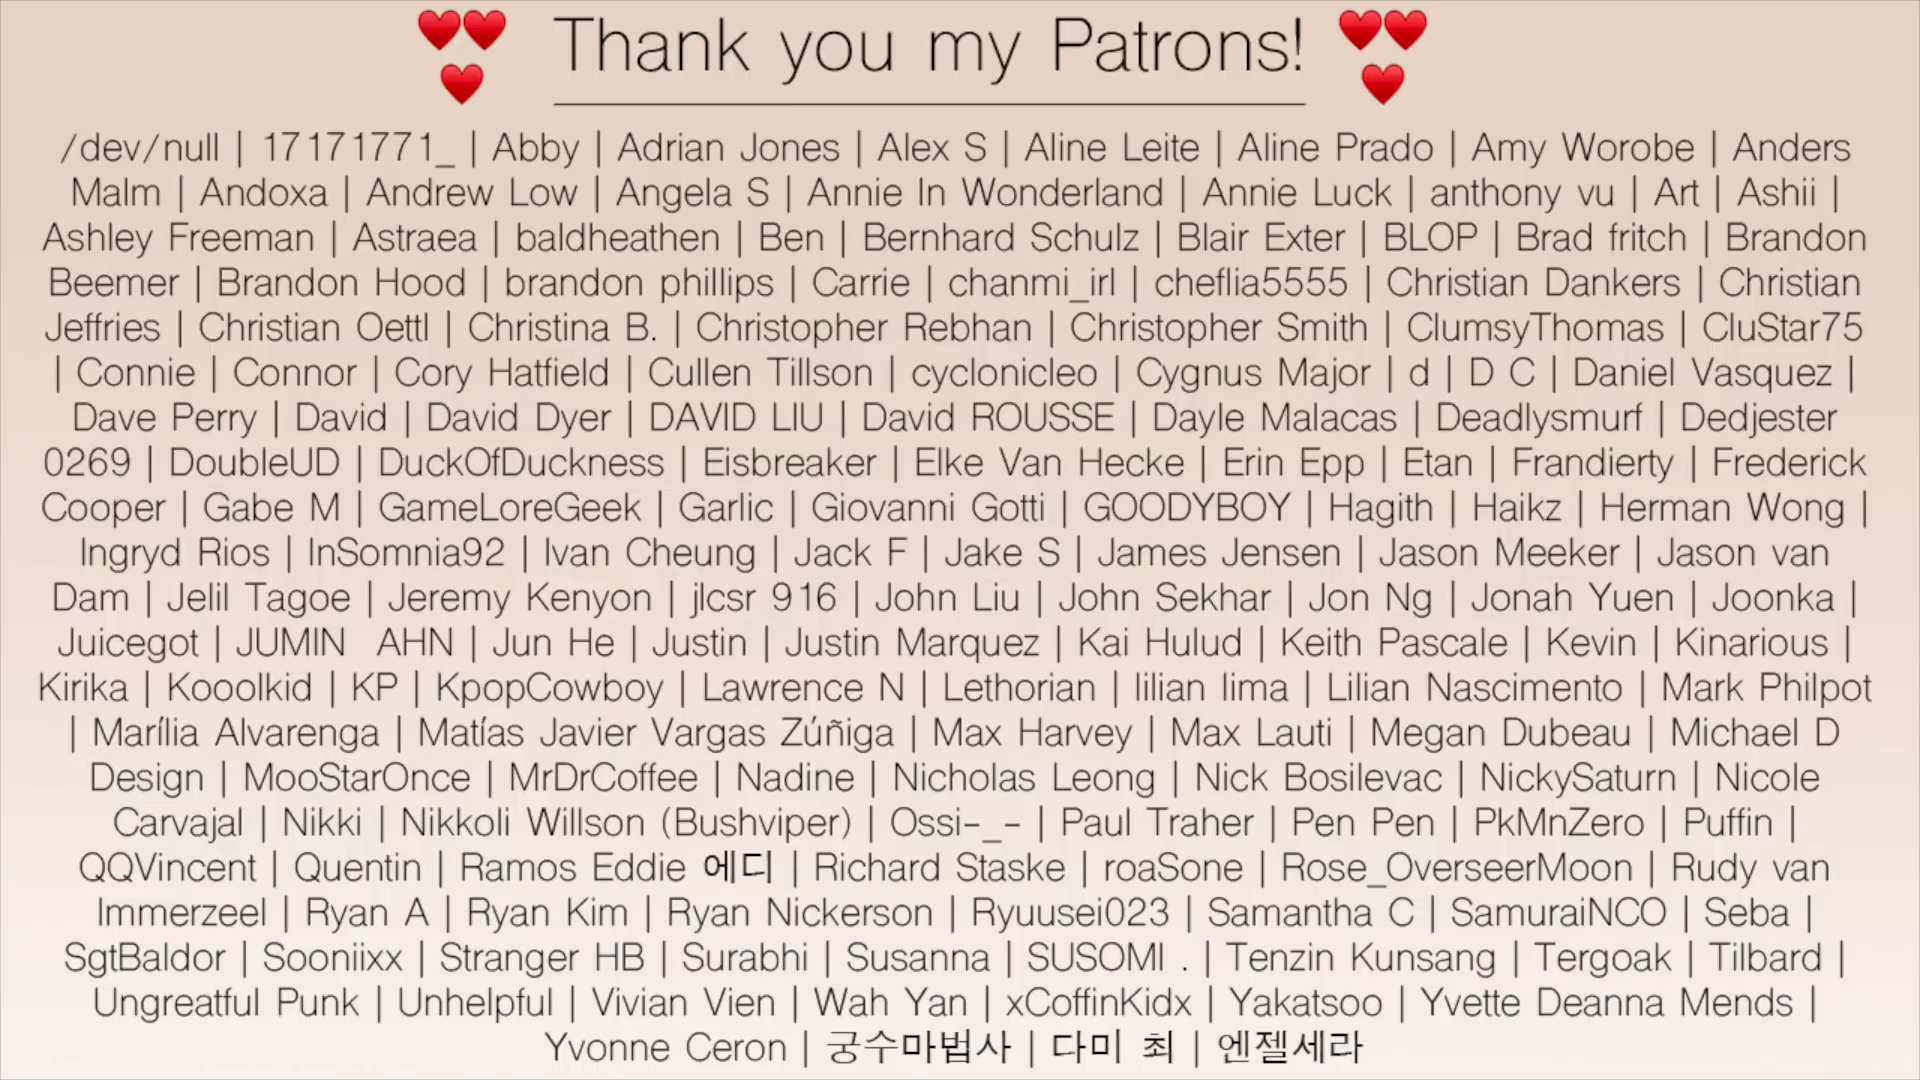 Thank you my Patrons!
/dev/null | 17171771_ | Abby | Adrian Jones | Alex S | Aline Leite | Aline Prado | Amy Worobe | Anders
Malm | Andoxa | Andrew Low | Angela S | Annie In Wonderland | Annie Luck | anthony vu | Art | Ashii |
Ashley Freeman | Astraea | baldheathen | Ben | Bernhard Schulz | Blair Exter | BLOP | Brad fritch | Brandon
Beemer | Brandon Hood | brandon phillips | Carrie | chanmi_irl | cheflia5555 | Christian Dankers | Christian
Jeffries | Christian Oettl | Christina B. | Christopher Rebhan | Christopher Smith | ClumsyThomas | CluStar75
| Connie | Connor | Cory Hatfield | Cullen Tillson | cyclonicleo | Cygnus Major | d | D C | Daniel Vasquez |
Dave Perry | David | David Dyer | DAVID LIU | David ROUSSE | Dayle Malacas | Deadlysmurf | Dedjester
0269 | DoubleUD | DuckOfDuckness | Eisbreaker | Elke Van Hecke | Erin Epp | Etan | Frandierty | Frederick
Cooper | Gabe M | GameLoreGeek | Garlic | Giovanni Gotti | GOODYBOY | Hagith | Haikz | Herman Wong |
Ingryd Rios | InSomnia92 | Ivan Cheung | Jack F | Jake S | James Jensen | Jason Meeker | Jason van
Dam | Jelil Tagoe | Jeremy Kenyon | jlcsr 916 | John Liu | John Sekhar | Jon Ng | Jonah Yuen | Joonka |
Juicegot | JUMIN  AHN | Jun He | Justin | Justin Marquez | Kai Hulud | Keith Pascale | Kevin | Kinarious |
Kirika | Kooolkid | KP | KpopCowboy | Lawrence N | Lethorian | lilian lima | Lilian Nascimento | Mark Philpot
| Marília Alvarenga | Matías Javier Vargas Zúñiga | Max Harvey | Max Lauti | Megan Dubeau | Michael D
Design | MooStarOnce | MrDrCoffee | Nadine | Nicholas Leong | Nick Bosilevac | NickySaturn | Nicole
Carvajal | Nikki | Nikkoli Willson (Bushviper) | Ossi-_- | Paul Traher | Pen Pen | PkMnZero | Puffin |
QQVincent | Quentin | Ramos Eddie 에디 | Richard Staske | roaSone | Rose_OverseerMoon | Rudy van
Immerzeel | Ryan A | Ryan Kim | Ryan Nickerson | Ryuusei023 | Samantha C | SamuraiNCO | Seba |
SgtBaldor | Sooniixx | Stranger HB | Surabhi | Susanna | SUSOMI . | Tenzin Kunsang | Tergoak | Tilbard |
Ungreatful Punk | Unhelpful | Vivian Vien | Wah Yan | xCoffinKidx | Yakatsoo | Yvette Deanna Mends |
Yvonne Ceron | 궁수마법사 | 다미 최 | 엔젤세라